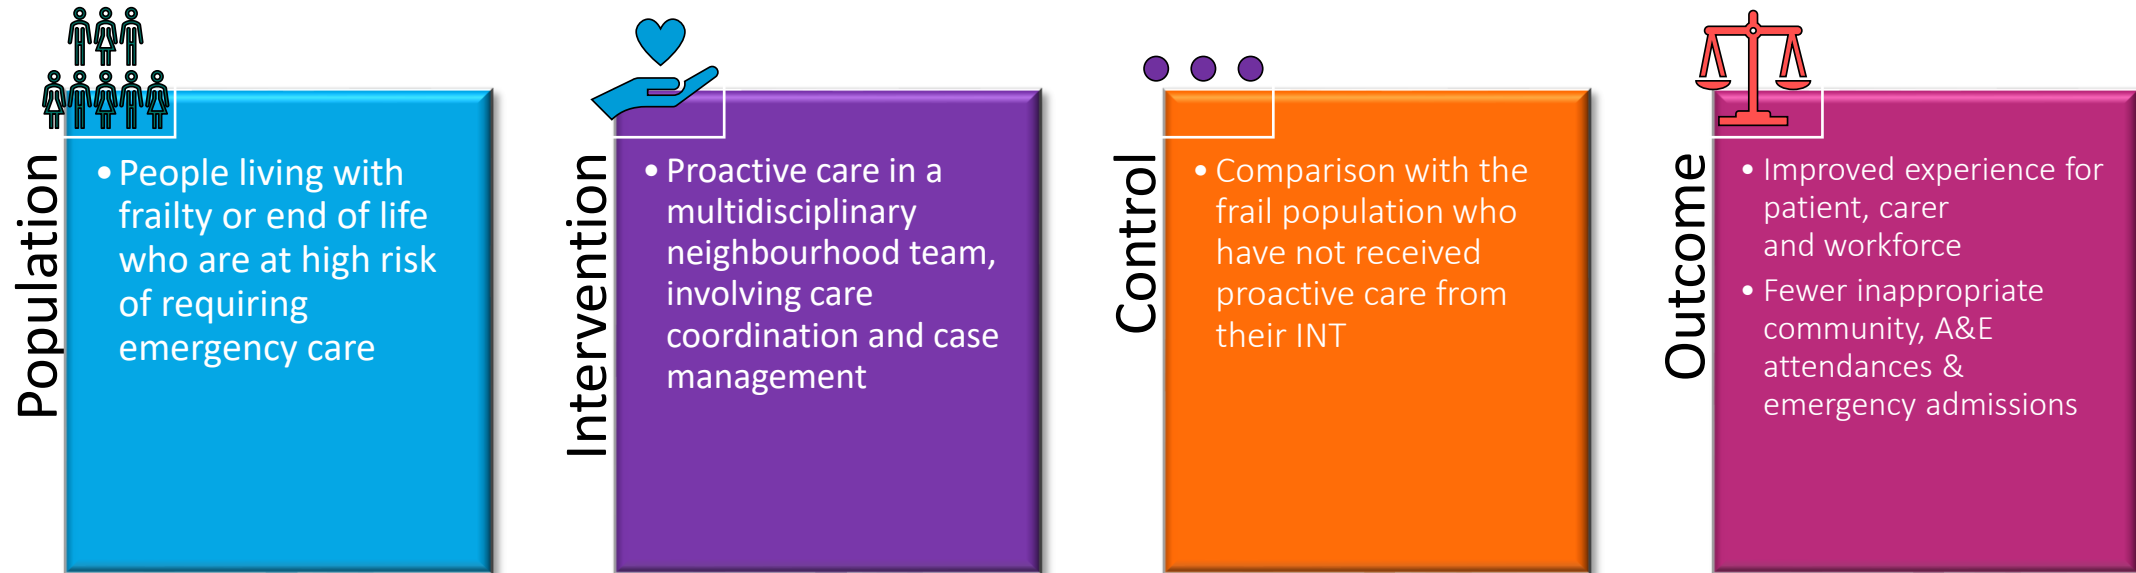 Population
• People living with
frailty or end of life
who are at high risk
of requiring
emergency care
Intervention
• Proactive care in a
multidisciplinary
neighbourhood team,
involving care
coordination and case
management
Control
• Comparison with the
frail population who
have not received
proactive care from
their INT
Outcome
• Improved experience for
patient, carer
and workforce
• Fewer inappropriate
community, A&E
attendances &
emergency admissions